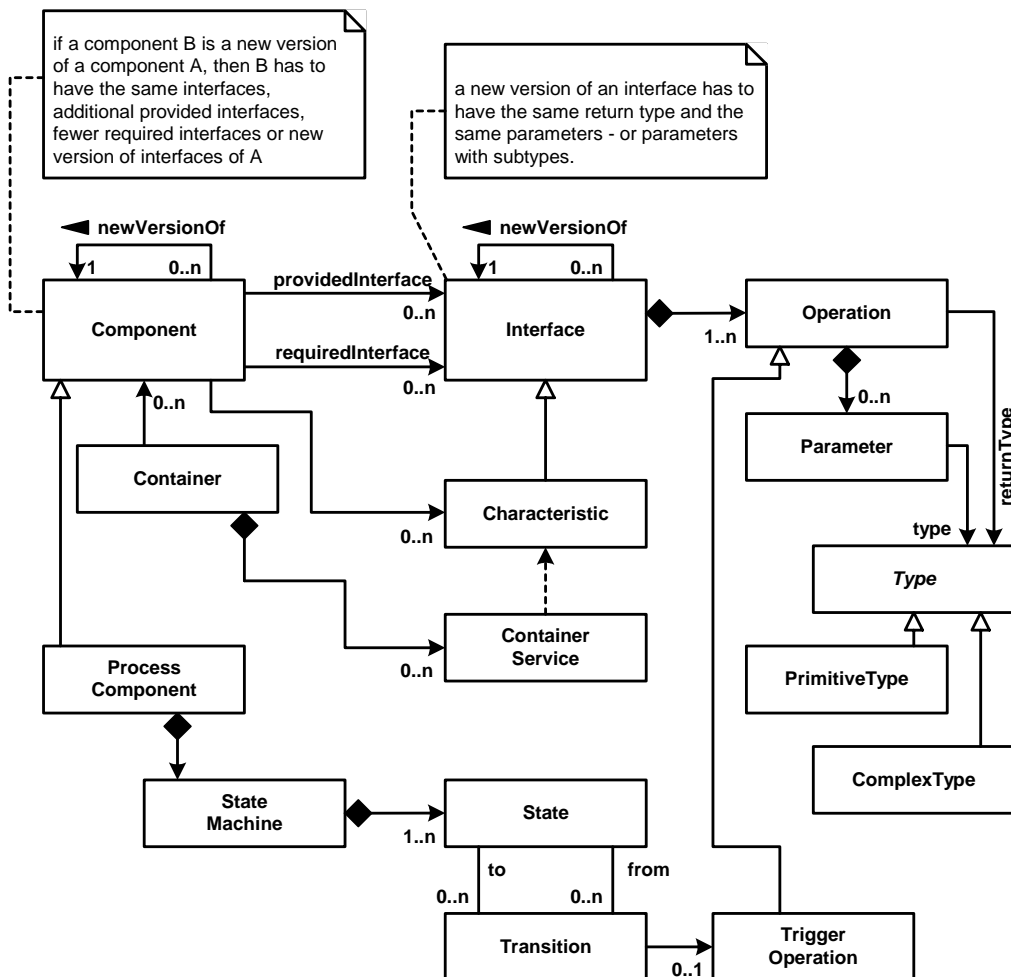 if a component B is a new version
of a component A, then B has to
have the same interfaces,
additional provided interfaces,
fewer required interfaces or new
version of interfaces of A
a new version of an interface has to
have the same return type and the
same parameters - or parameters
with subtypes.
newVersionOf
1
0..n
newVersionOf
1
0..n
Component
providedInterface
0..n
requiredInterface
0..n
Interface
1..n
Operation
0..n
Parameter
returnType
type
Type
0..n
Container
0..n
Characteristic
0..n
Container
Service
Process
Component
PrimitiveType
ComplexType
State
Machine
1..n
State
to
from
0..n
0..n
Transition
0..1
Trigger
Operation